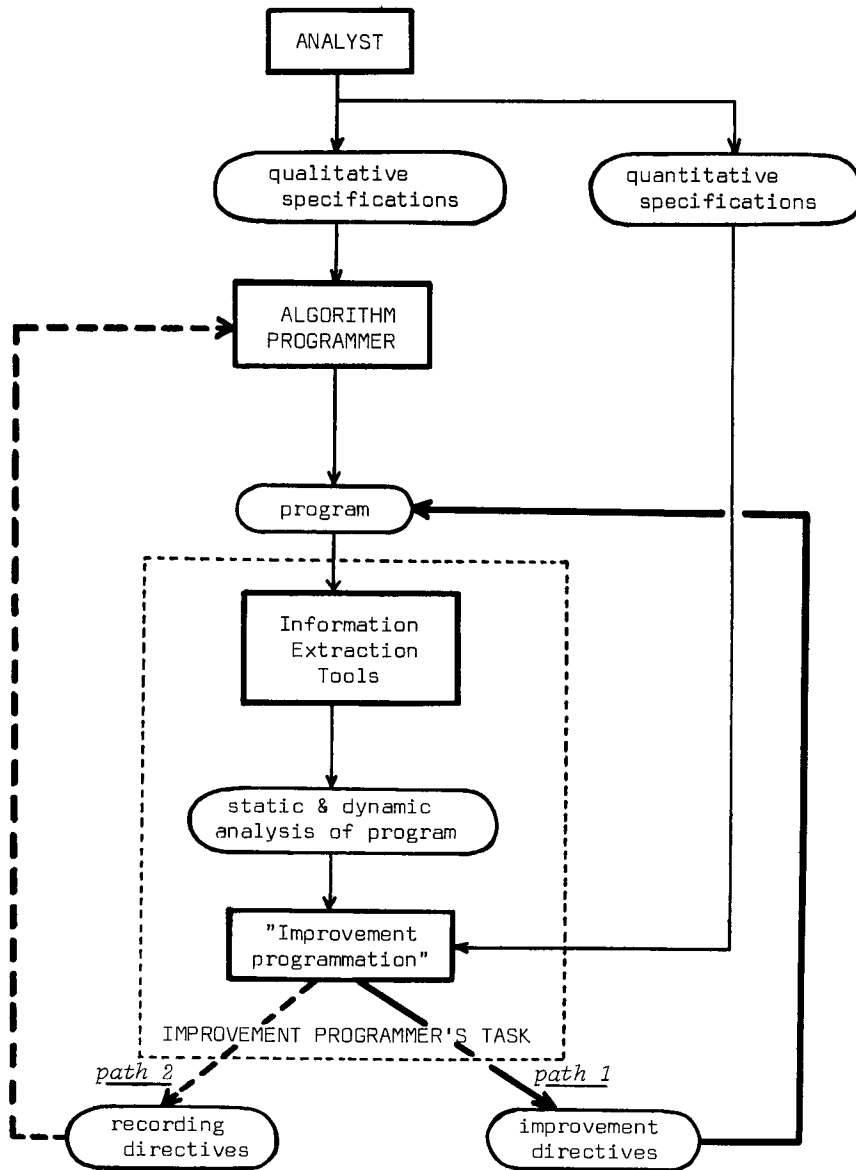 ANALYST
qualitative
specifications
quantitative
specifications
ALGORITHM
PROGRAMMER
program
Information
Extraction
Tools
static & dynamic
analysis of program
"Improvement
programmation"
IMPROVEMENT PROGRAMMER'S TASK
path 2
path 1
recording
directives
improvement
directives